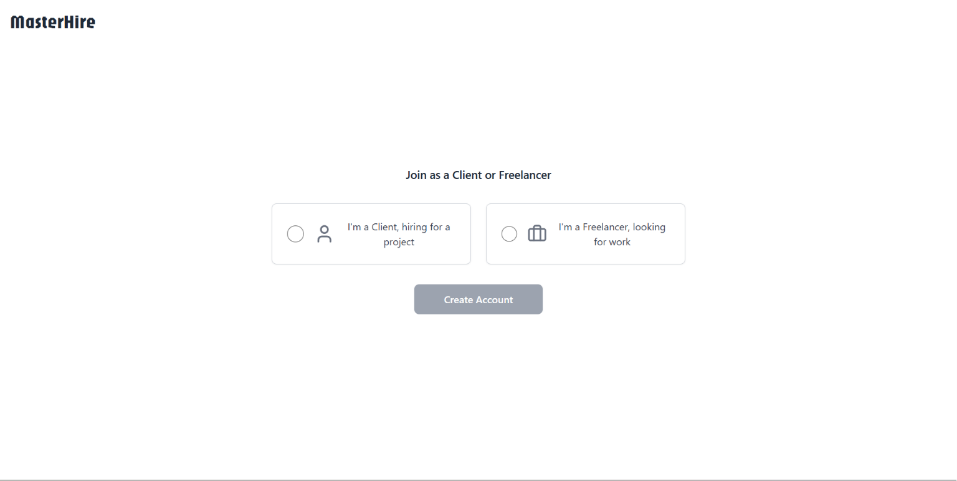 MasterHire
Join as a Client or Freelancer
I'm a Client, hiring for a
project
I'm a Freelancer, looking
for work
Create Account